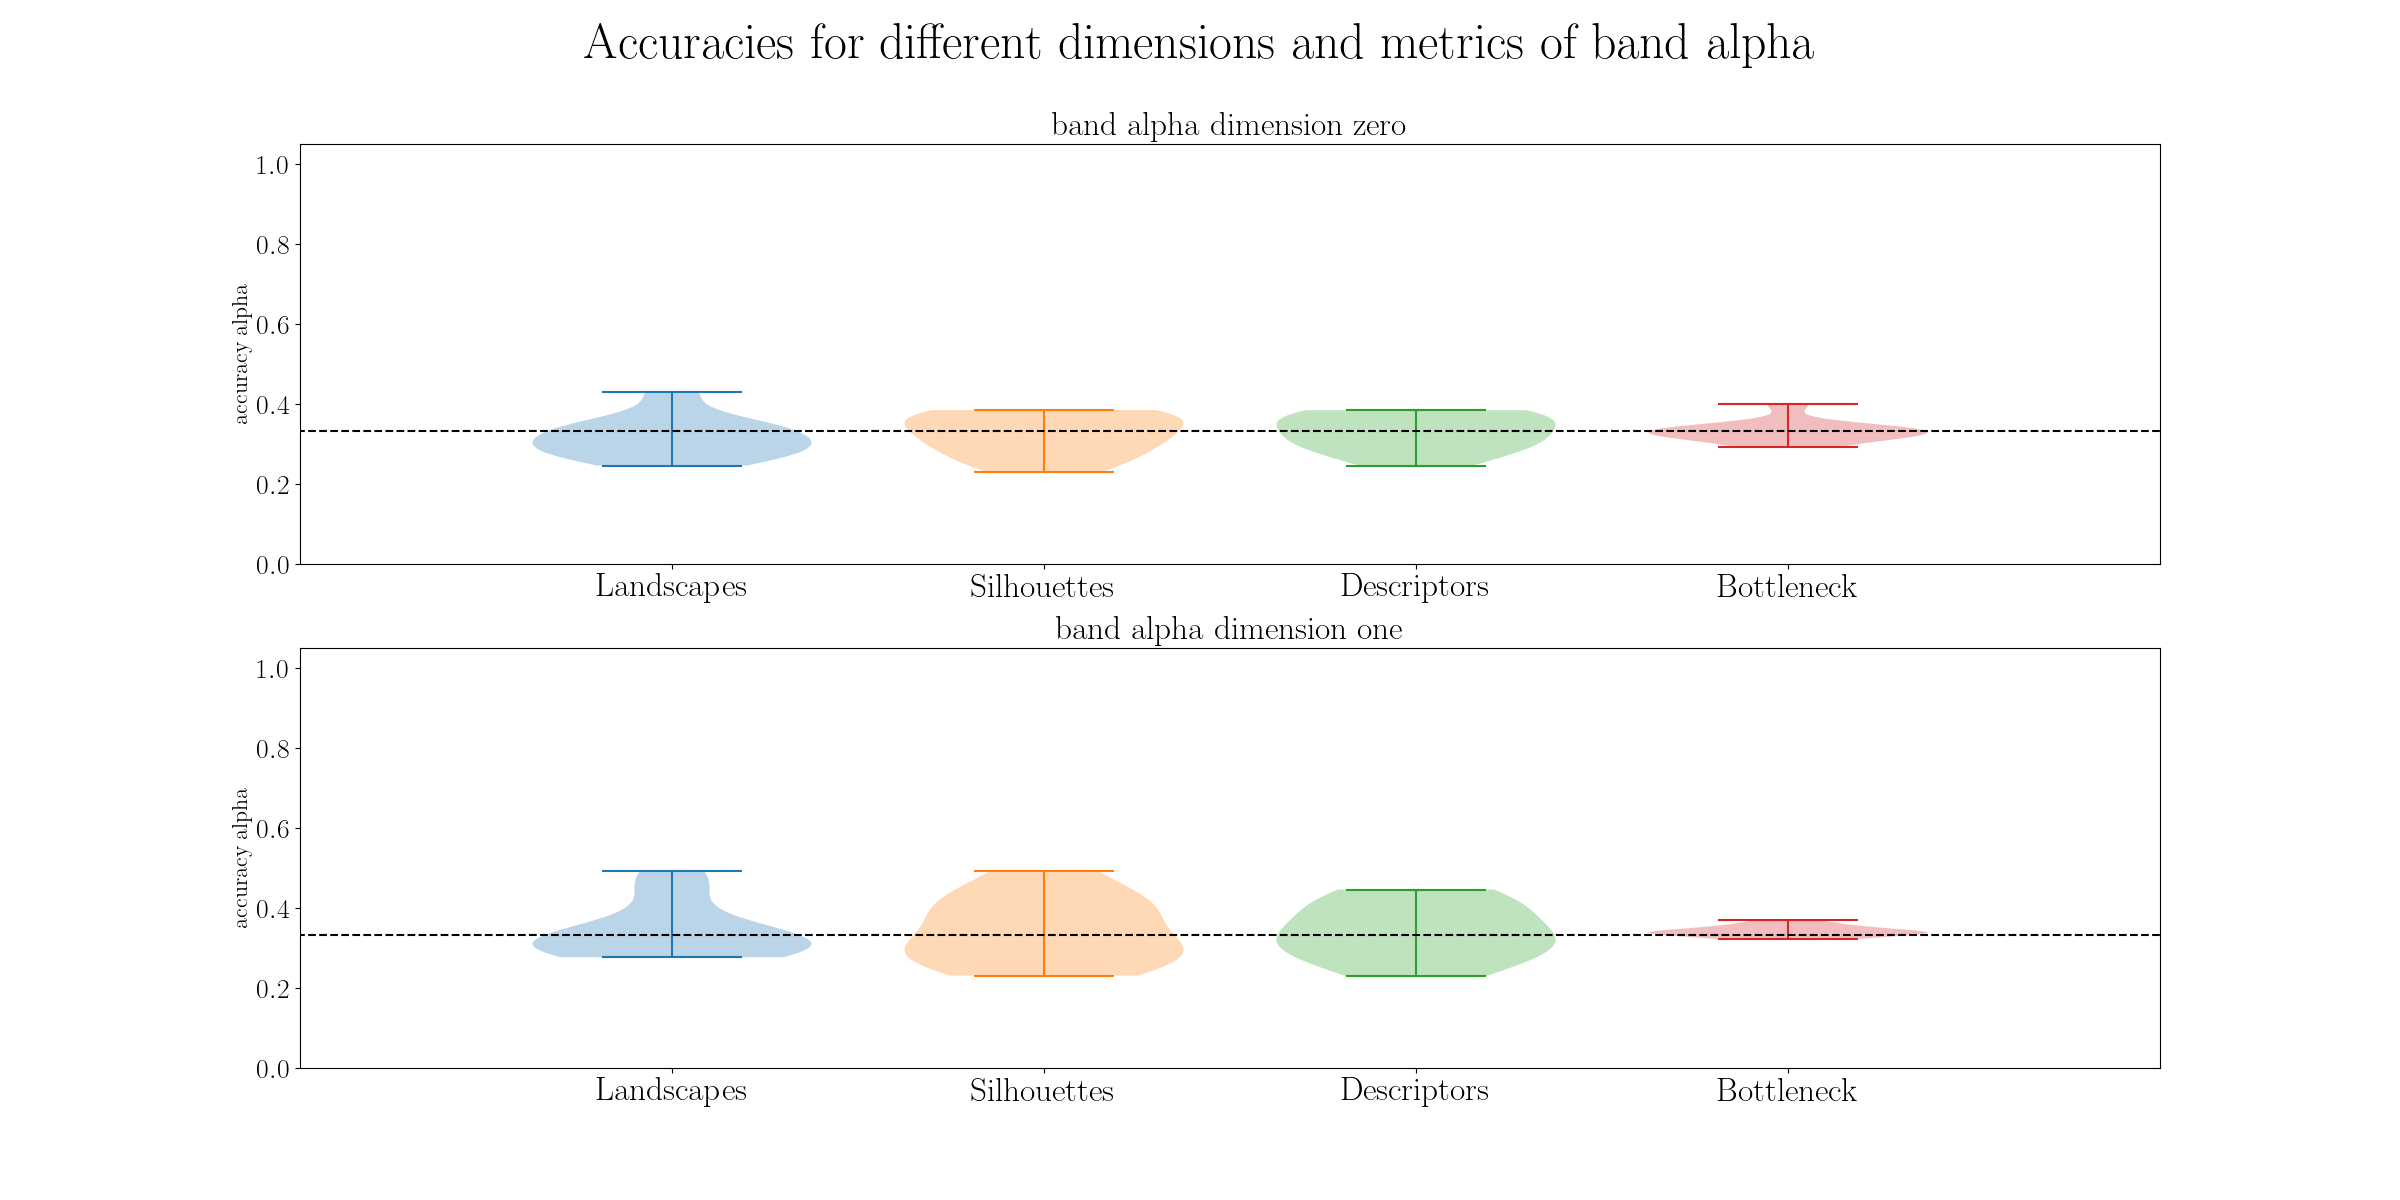 Accuracies for different dimensions and metrics of band alpha
band alpha dimension zero
1.0
0.8
0.6
0.4
0.2
0.0
accuracy alpha
Landscapes Silhouettes Descriptors Bottleneck
band alpha dimension one
1.0
0.8
0.6
0.4
0.2
0.0
accuracy alpha
Landscapes Silhouettes Descriptors Bottleneck